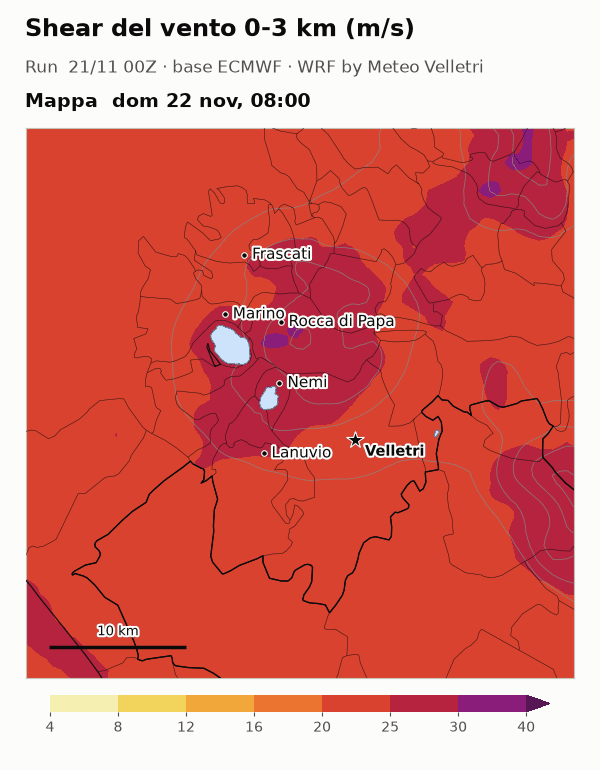 Shear del vento 0-3 km (m/s)
Run 21/11 00Z · base ECMWF · WRF by Meteo Velletri
Mappa dom 22 nov, 08:00
Frascati
Marino
Rocca di Papa
Nemi
Velletri
Lanuvio
10 km
4 8 12 16 20 25 30 40